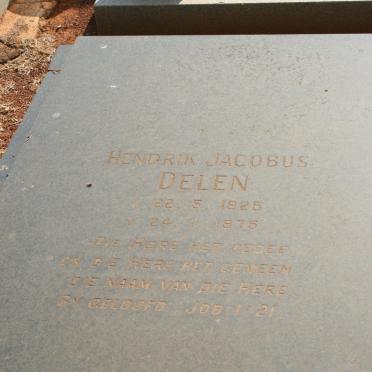 HENDRIK JACOBUS
DELEN
22. 5. 1925
24. 1. 1975
DIE HERE HET GEGEE
EN DIE HERE HET GENEEM
DIE NAAM VAN DIE HERE
SY GELOOFD. JOB 1:21